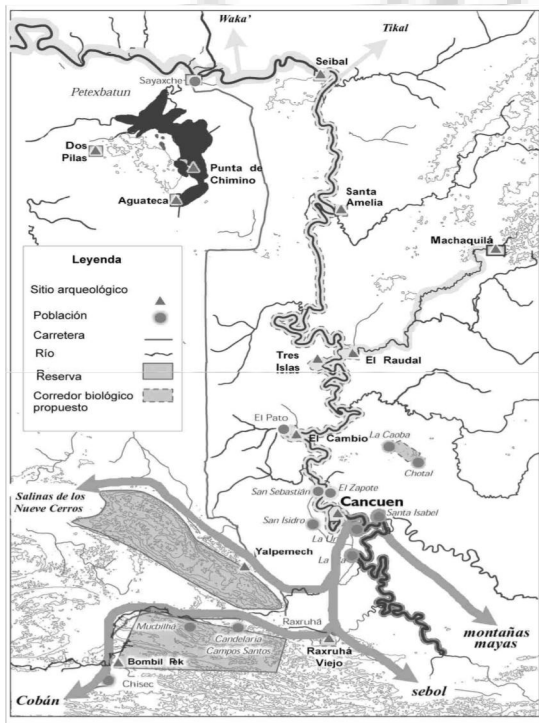 Waka'
Tikal
Seibal
Sayaxche
Petexbatun
Dos
Pilas
Punta de
Chimino
Aguateca
Santa
Amelia
Machaquilá
Leyenda
Sitio arqueológico
Población
Carretera
Río
Reserva
Corredor biológico
propuesto
Tres
Islas
El Raudal
El Pato
El Cambio
La Caoba
Chotal
San Sebastián
El Zapote
Cancuen
Santa Isabel
San Isidro
La
La
Salinas de los
Nueve Cerros
Yalpemech
Raxruhá
Mucbilhá
Candelaria
Campos Santos
Raxruhá
Viejo
Bombil
Chisec
Cobán
sebol
montañas
mayas